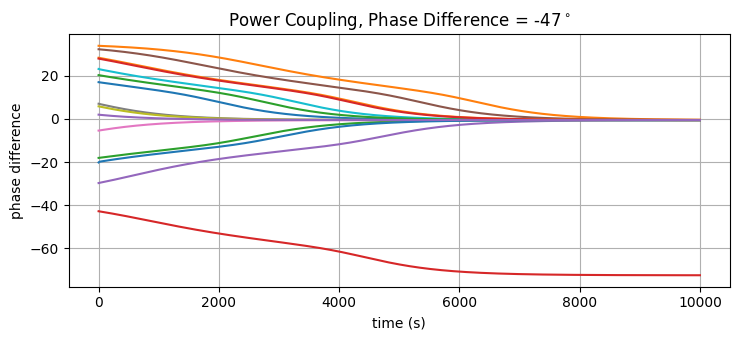 Power Coupling, Phase Difference = -47°
phase difference
20
0
−20
−40
−60
0 2000 4000 6000 8000 10000
time (s)